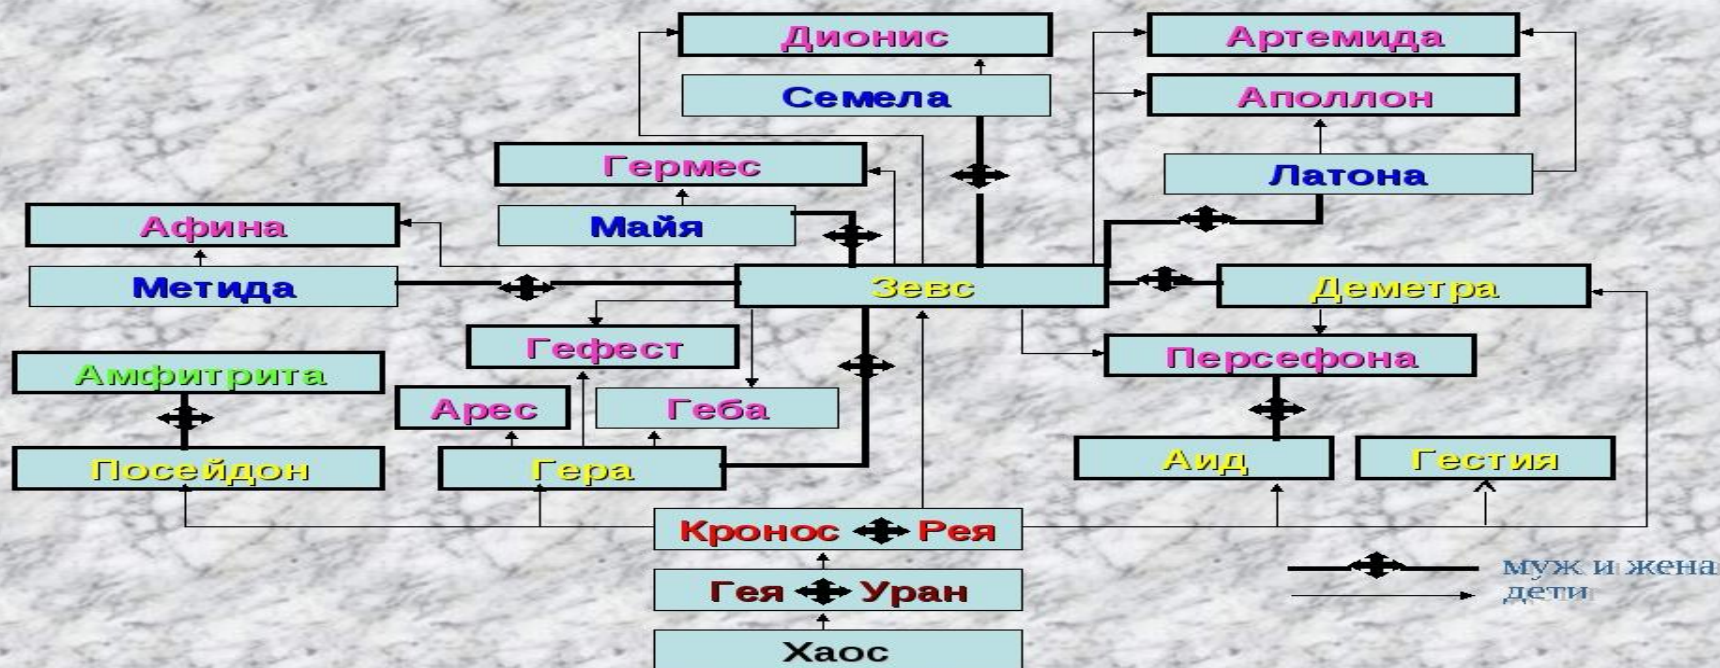 Дионис
Артемида
Семела
Аполлон
Гермес
Латона
Афина
Майя
Метида
Зевс
Деметра
Гефест
Персефона
Амфитрита
Арес
Геба
Посейдон
Гера
Аид
Гестия
Кронос Рея
муж и жена
Гея Уран
дети
Хаос